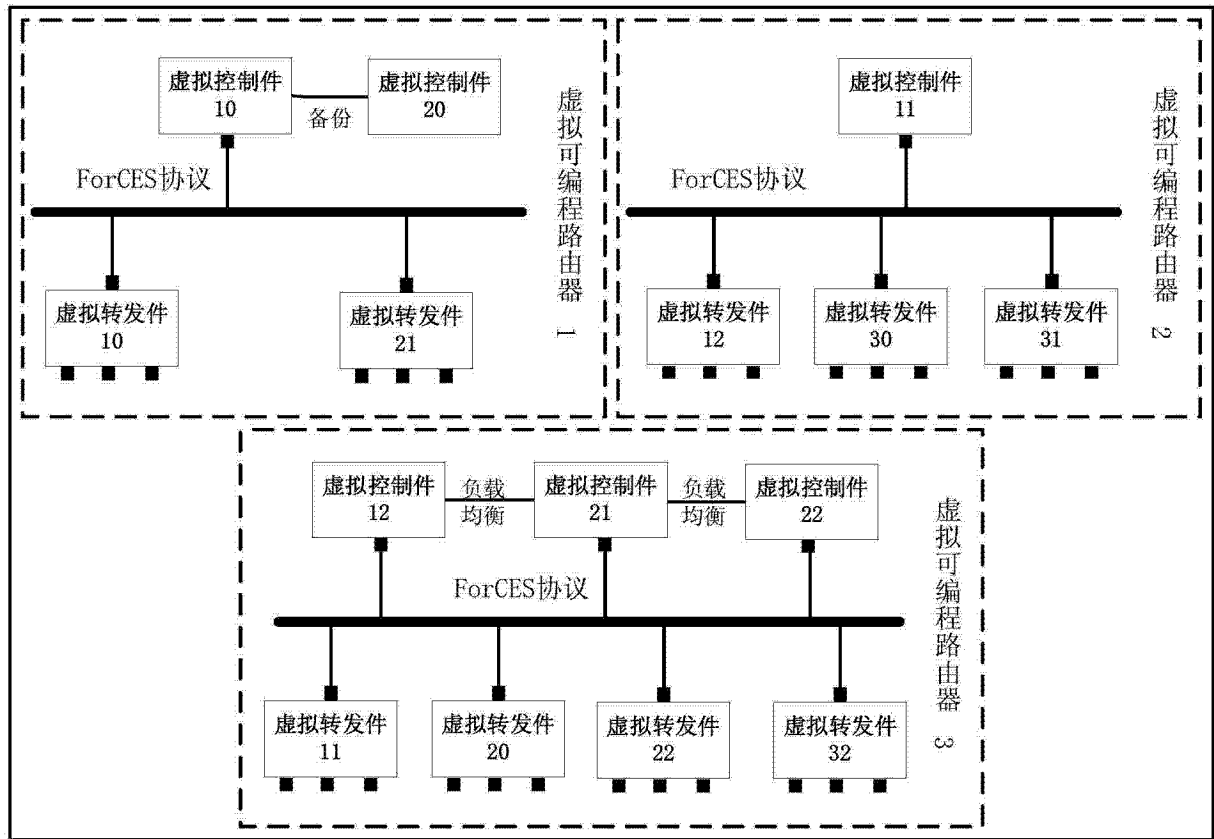 虚拟控制件
10
备份
虚拟控制件
20
ForCES协议
虚拟转发件
10
虚拟转发件
21
虚拟可编程路由器 1
虚拟控制件
11
ForCES协议
虚拟转发件
12
虚拟转发件
30
虚拟转发件
31
虚拟可编程路由器 2
虚拟控制件
12
负载
均衡
虚拟控制件
21
负载
均衡
虚拟控制件
22
ForCES协议
虚拟转发件
11
虚拟转发件
20
虚拟转发件
22
虚拟转发件
32
虚拟可编程路由器 3